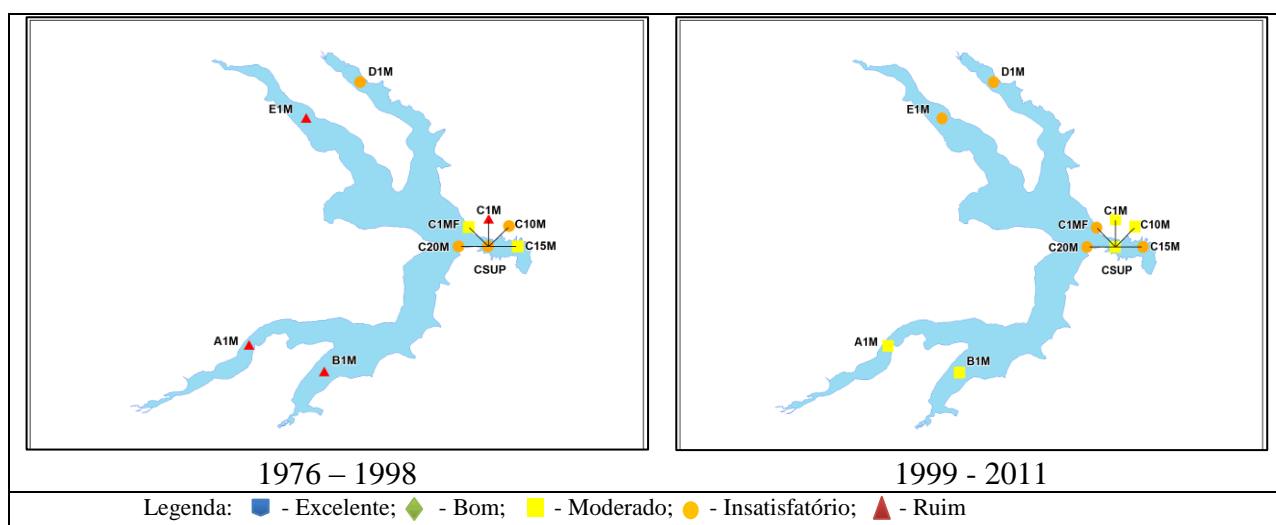 D1M
E1M
C1M
C1MF
C10M
C20M
C15M
CSUP
A1M
B1M
1976 – 1998
D1M
E1M
C1M
C1MF
C10M
C20M
C15M
CSUP
A1M
B1M
1999 - 2011
Legenda: - Excelente; - Bom; - Moderado; - Insatisfatório; - Ruim